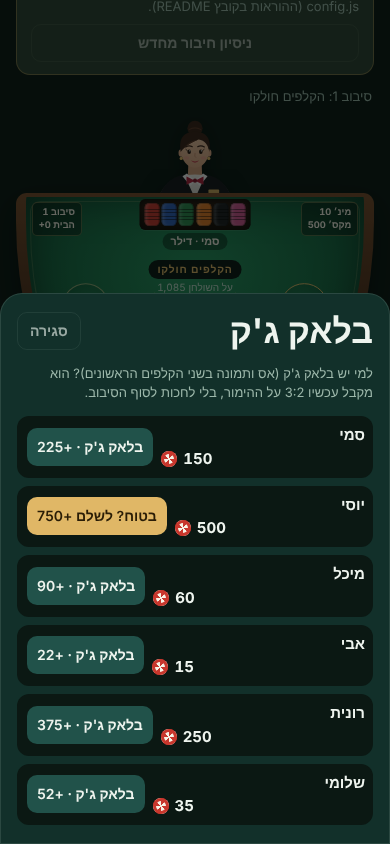 config.js (ההוראות בקובץ README).
ניסיון חיבור מחדש
סיבוב 1: הקלפים חולקו
מינ׳ 10
מקס׳ 500
סיבוב 1
הבית 0+
סמי · דילר
הקלפים חולקו
על השולחן 1,085
בלאק ג'ק
סגירה
למי יש בלאק ג'ק (אס ותמונה בשני הקלפים הראשונים)? הוא
מקבל עכשיו 3:2 על ההימור, בלי לחכות לסוף הסיבוב.
סמי
150
בלאק ג'ק · +225
יוסי
500
בטוח? לשלם +750
מיכל
60
בלאק ג'ק · +90
אבי
15
בלאק ג'ק · +22
רונית
250
בלאק ג'ק · +375
שלומי
35
בלאק ג'ק · +52